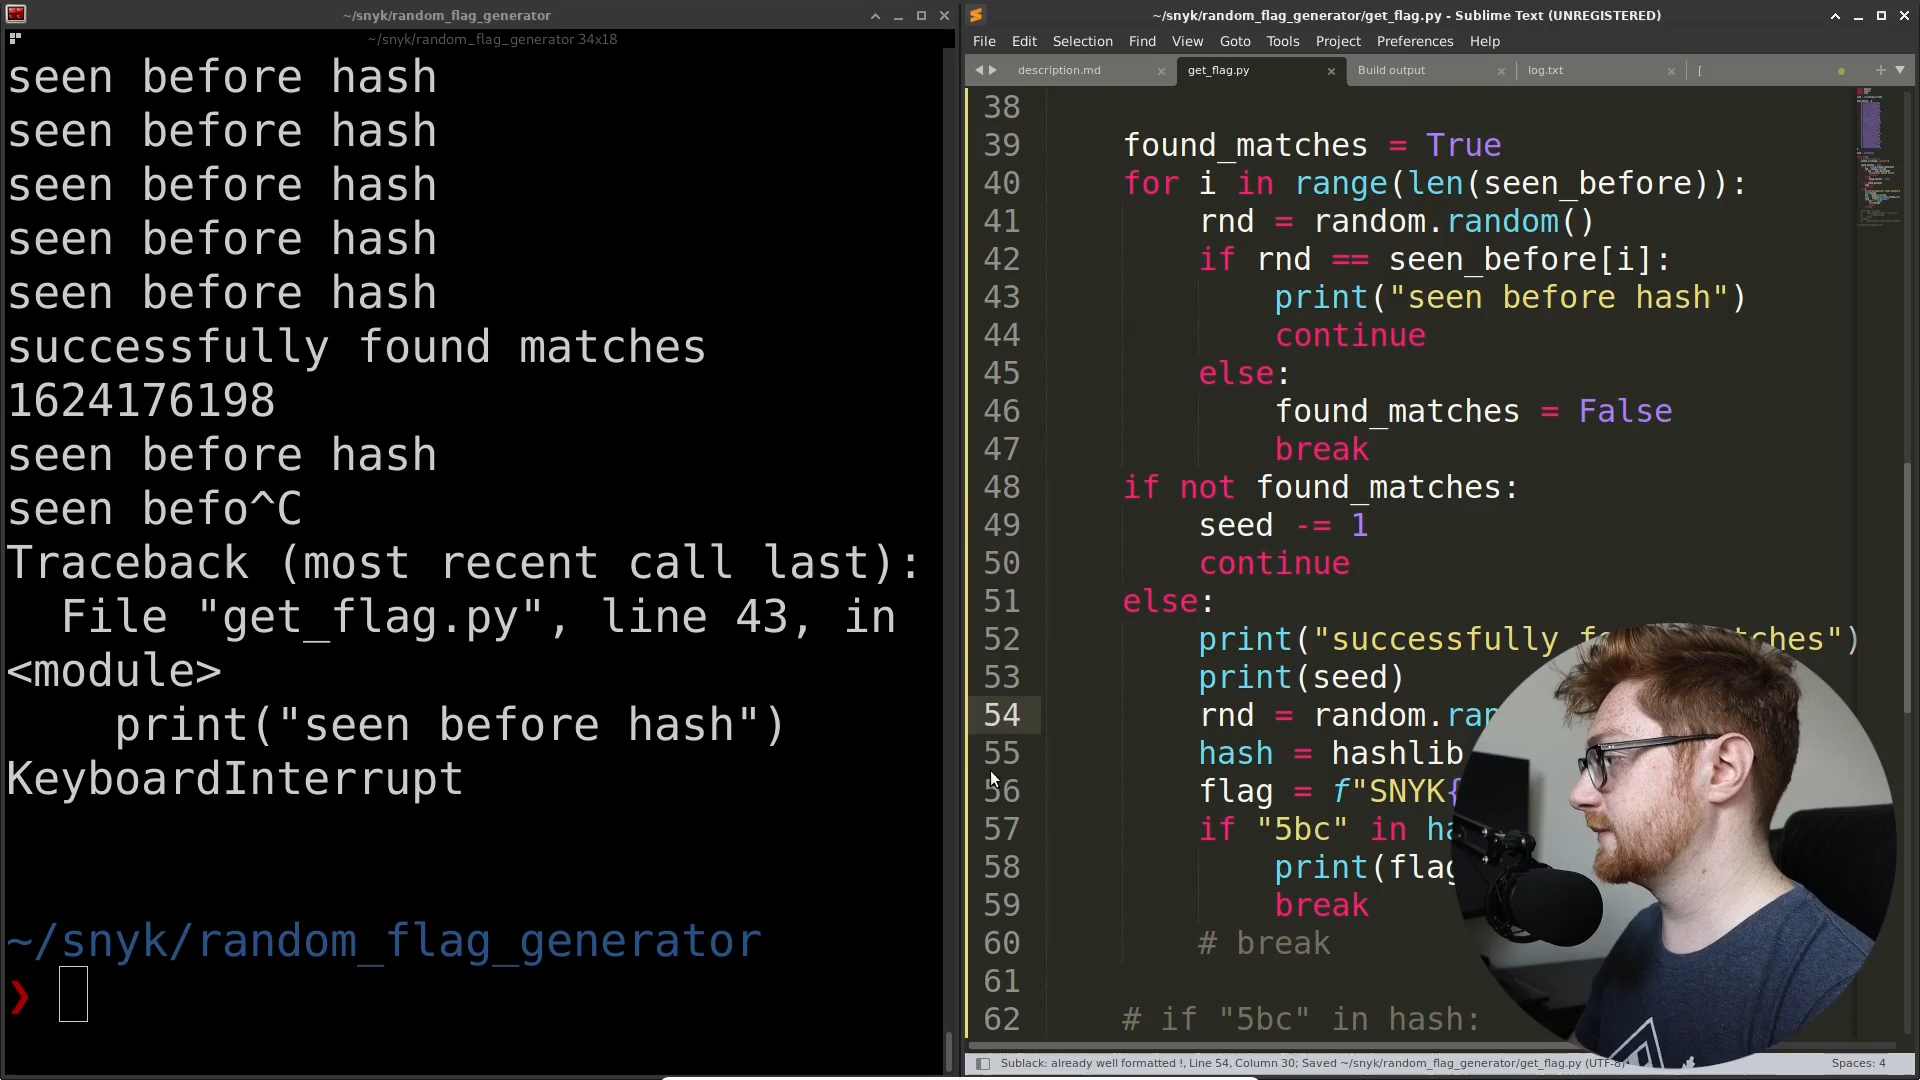 ~/snyk/random_flag_generator
~/snyk/random_flag_generator 34x18
seen before hash
seen before hash
seen before hash
seen before hash
seen before hash
successfully found matches
1624176198
seen before hash
seen befo^C
Traceback (most recent call last):
File "get_flag.py", line 43, in
<module>
print("seen before hash")
KeyboardInterrupt
~/snyk/random_flag_generator
❯
~/snyk/random_flag_generator/get_flag.py - Sublime Text (UNREGISTERED)
File Edit Selection Find View Goto Tools Project Preferences Help
description.md get_flag.py Build output log.txt [
38
39 found_matches = True
40 for i in range(len(seen_before)):
41 rnd = random.random()
42 if rnd == seen_before[i]:
43 print("seen before hash")
44 continue
45 else:
46 found_matches = False
47 break
48 if not found_matches:
49 seed -= 1
50 continue
51 else:
52 print("successfully
53 print(seed)
54 rnd = random.
55 hash = hashlib
56 flag = f"SNYK{
57 if "5bc" in
58 print(flag
59 break
60 # break
61
62 # if "5bc" in hash:
Sublack: already well formatted !, Line 54, Column 30; Saved ~/snyk/random_flag_generator/get_flag.py (UTF-8) Spaces: 4